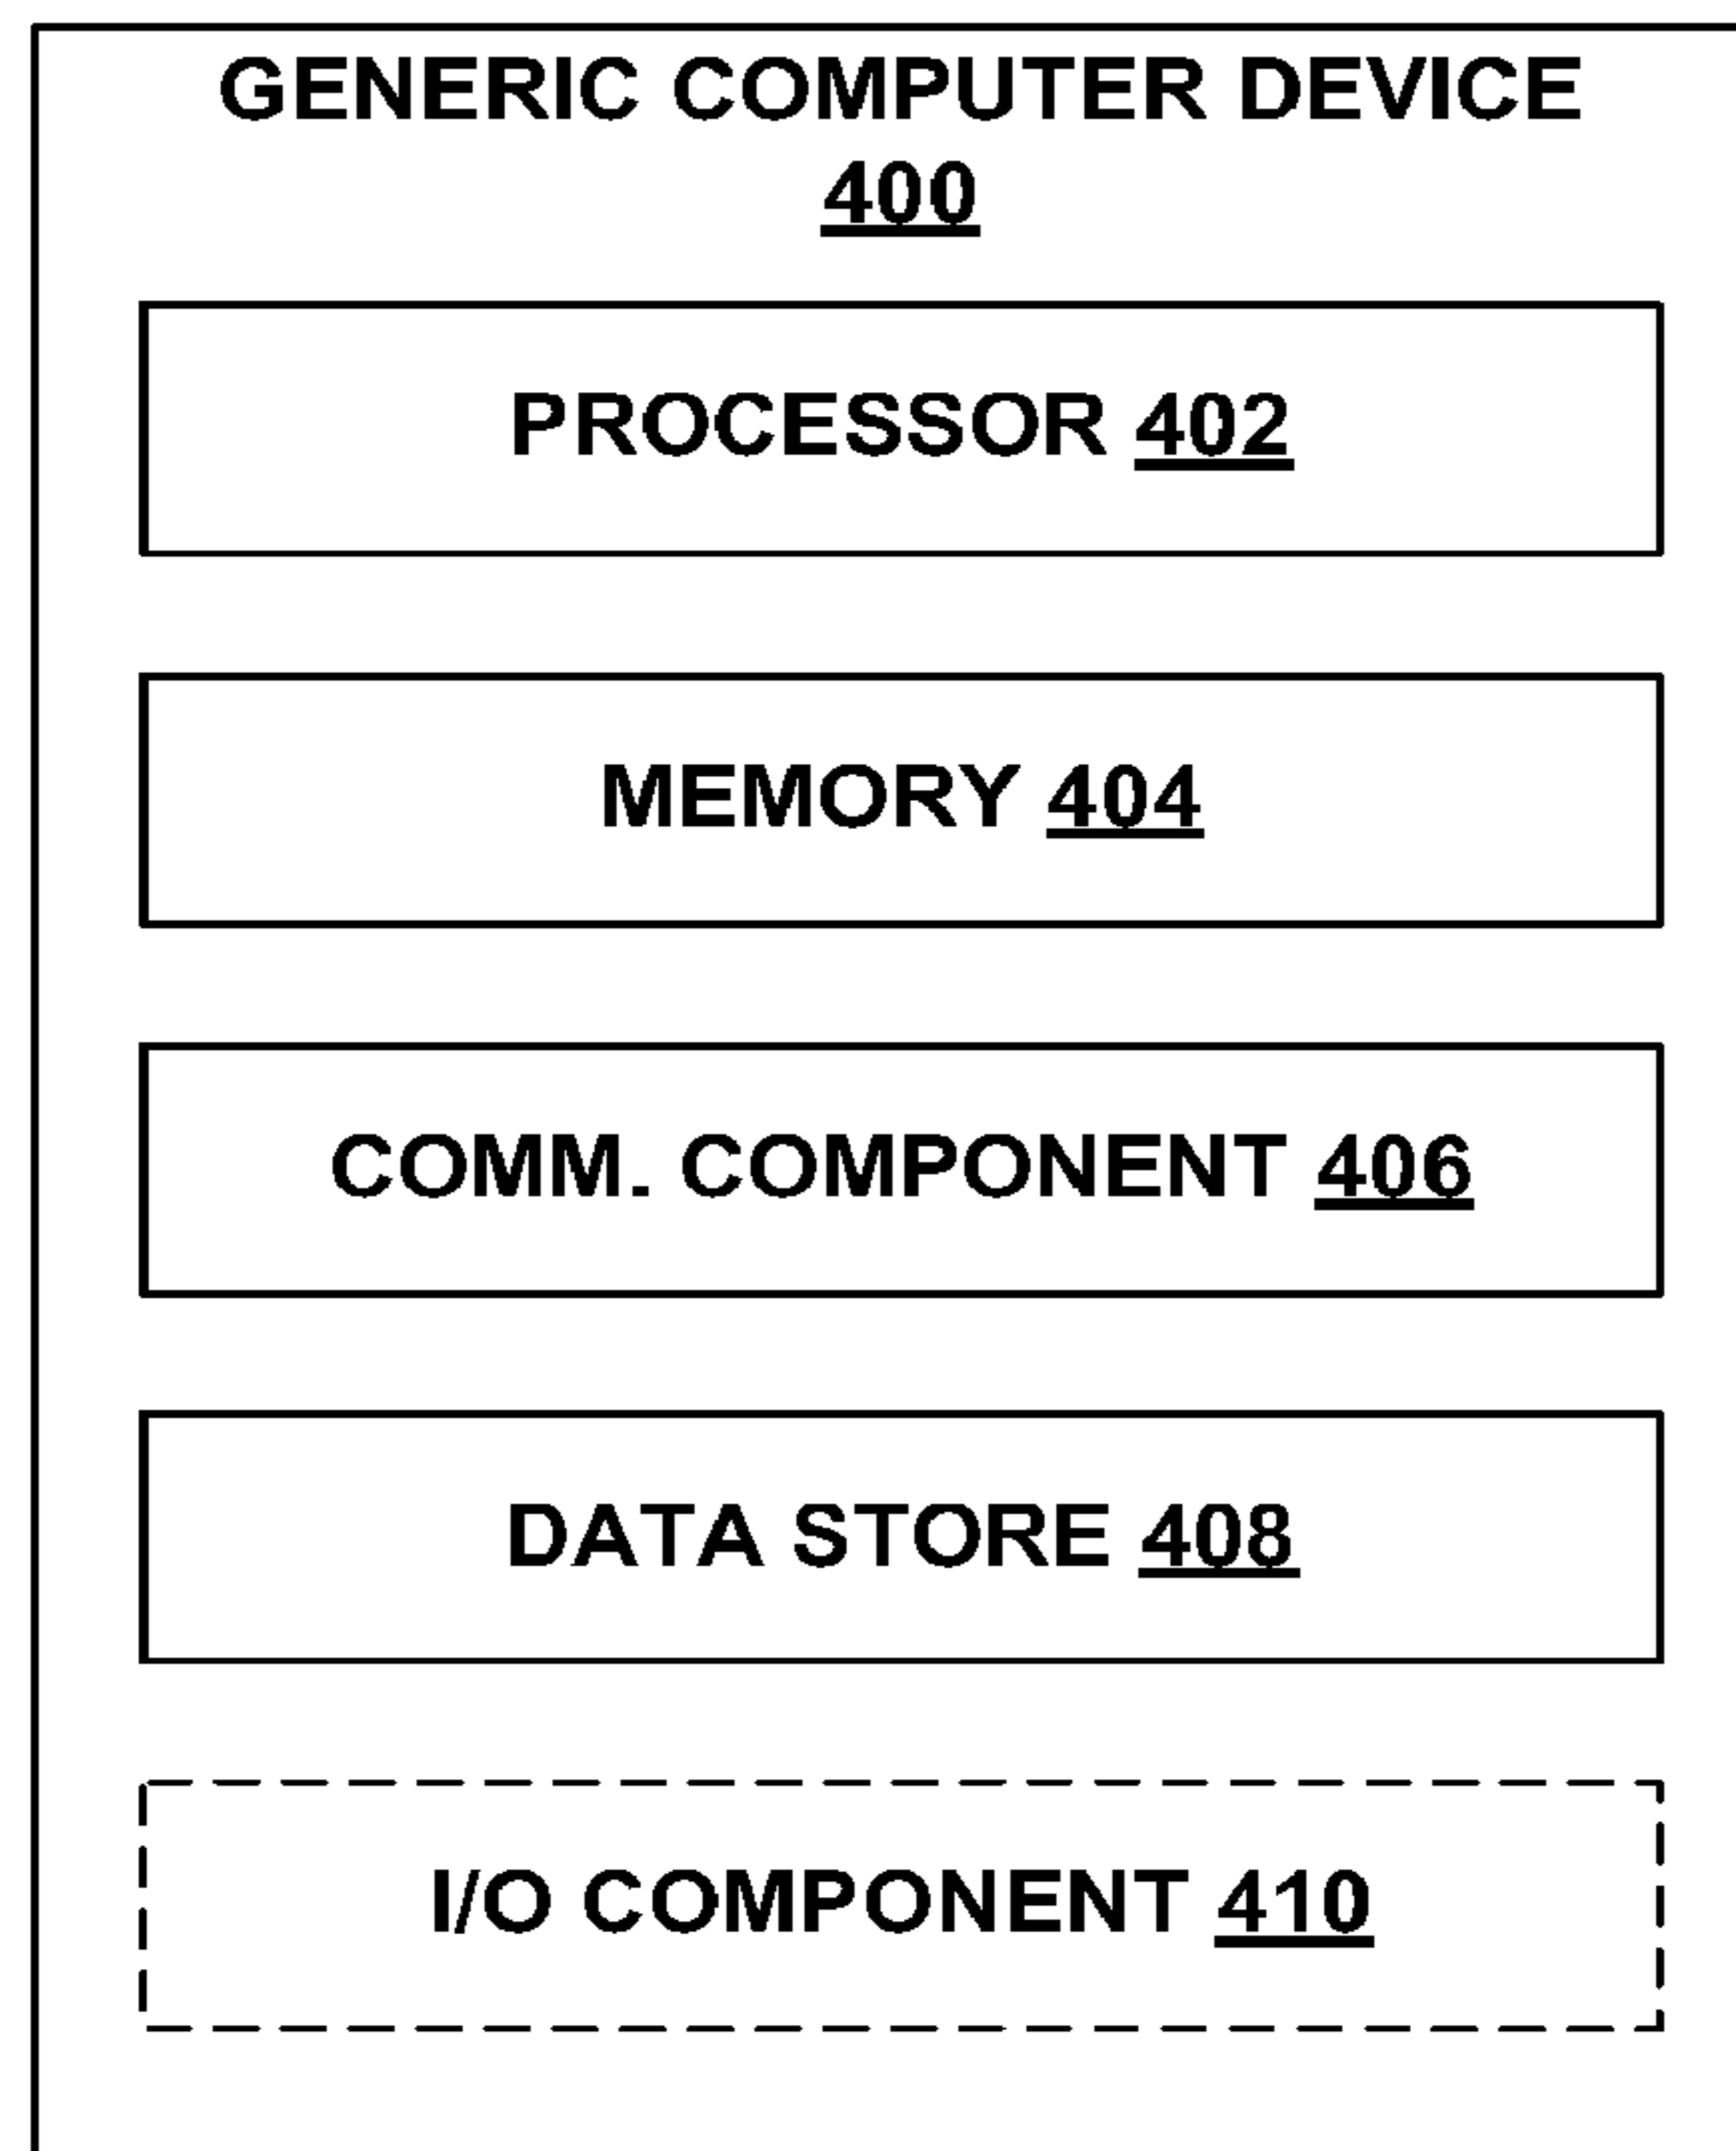 GENERIC COMPUTER DEVICE
400
PROCESSOR 402
MEMORY 404
COMM. COMPONENT 406
DATA STORE 408
I/O COMPONENT 410